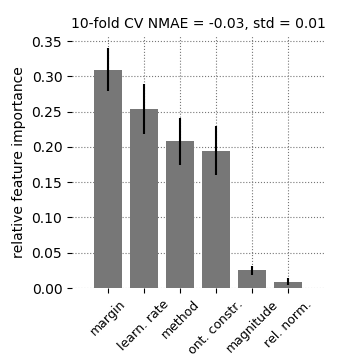 10-fold CV NMAE = -0.03, std = 0.01
relative feature importance
0.35
0.30
0.25
0.20
0.15
0.10
0.05
0.00
margin
learn. rate
method
ont. constr.
magnitude
rel. norm.